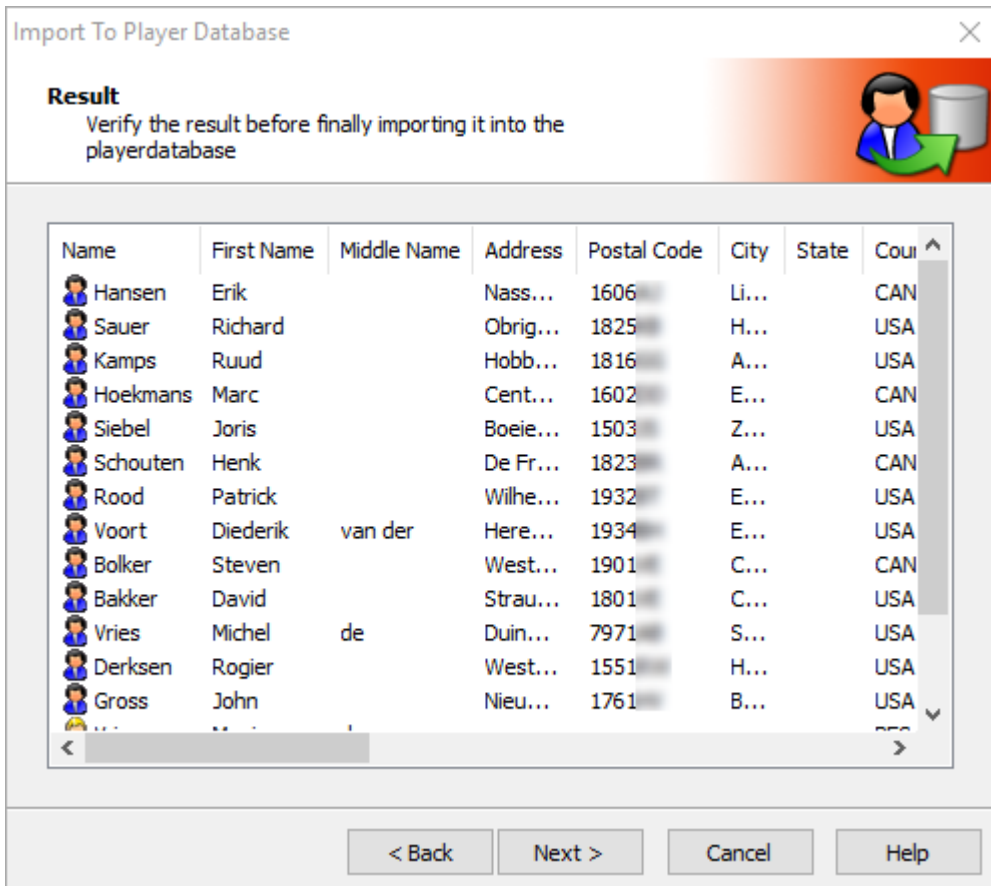 Import To Player Database
Result
Verify the result before finally importing it into the
playerdatabase
Name First Name Middle Name Address Postal Code City State Cour
Hansen Erik Nass... 1606 Li... CAN
Sauer Richard Obrig... 1825 H... USA
Kamps Ruud Hobb... 1816 A... USA
Hoekmans Marc Cent... 1602 E... CAN
Siebel Joris Boeie... 1503 Z... USA
Schouten Henk De Fr... 1823 A... CAN
Rood Patrick Wilhe... 1932 E... USA
Voort Diederik van der Here... 1934 E... USA
Bolker Steven West... 1901 C... CAN
Bakker David Strau... 1801 C... USA
Vries Michel de Duin... 7971 S... USA
Derksen Rogier West... 1551 H... USA
Gross John Nieu... 1761 B... USA
< Back Next > Cancel Help